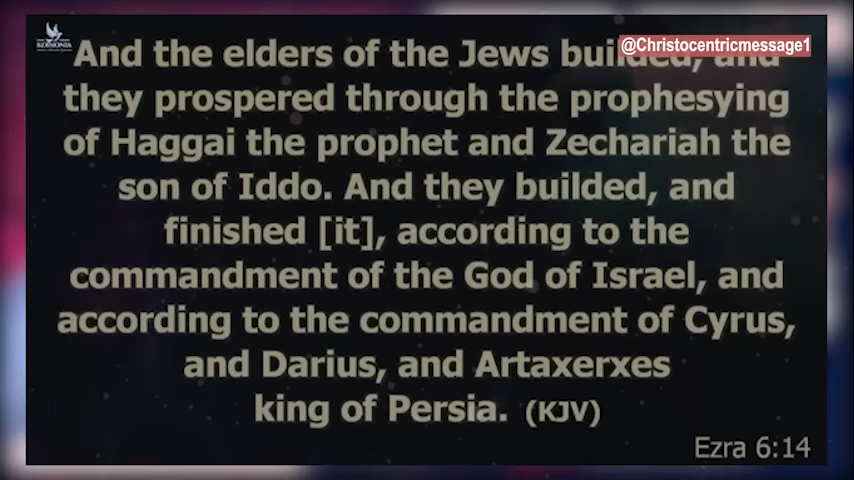 KOINONIA
@Christocentricmessage1
And the elders of the Jews builded, and
they prospered through the prophesying
of Haggai the prophet and Zechariah the
son of Iddo. And they builded, and
finished [it], according to the
commandment of the God of Israel, and
according to the commandment of Cyrus,
and Darius, and Artaxerxes
king of Persia. (KJV)
Ezra 6:14